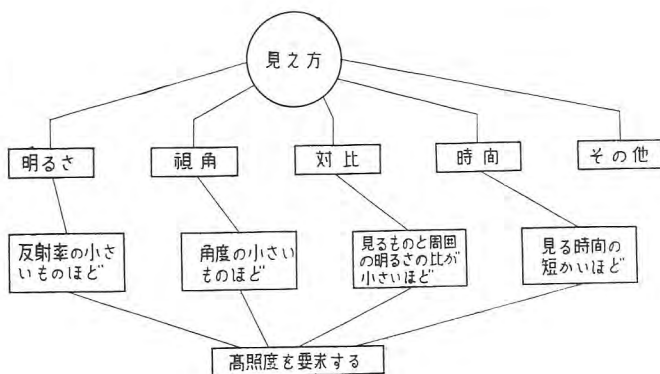 見え方
明るさ
視角
対比
時間
その他
反射率の小さ
いものほど
角度の小さい
ものほど
見るものと周囲
の明るさの比が
小さいほど
見る時間の
短かいほど
高照度を要求する